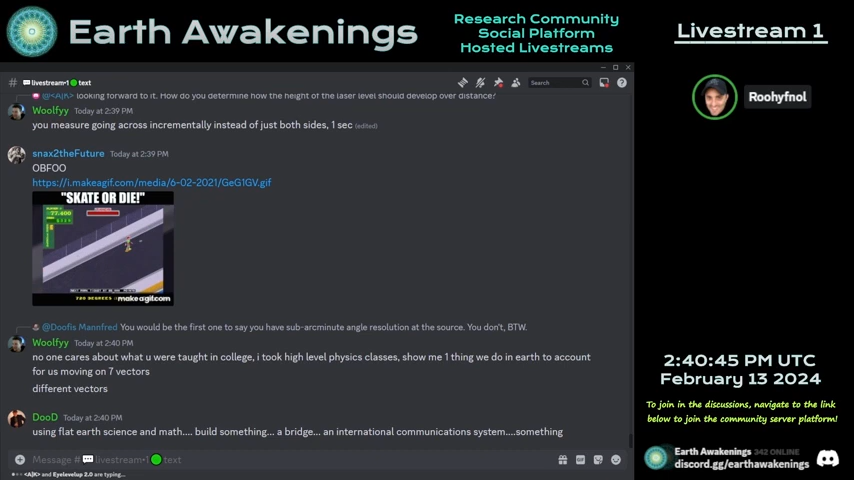 Earth Awakenings
Research Community
Social Platform
Hosted Livestreams
Livestream 1
# livestream-1 text
Search
@<A|K> looking forward to it. How do you determine how the height of the laser level should develop over distance?
Woolfyy Today at 2:39 PM
you measure going across incrementally instead of just both sides, 1 sec (edited)
snax2theFuture Today at 2:39 PM
OBFOO
https://i.makeagif.com/media/6-02-2021/GeG1GV.gif
"SKATE OR DIE!"
77,400
720 DEGREES
makeagif.com
@Doofis Mannfred You would be the first one to say you have sub-arcminute angle resolution at the source. You don't, BTW.
Woolfyy Today at 2:40 PM
no one cares about what u were taught in college, i took high level physics classes, show me 1 thing we do in earth to account
for us moving on 7 vectors
different vectors
DooD Today at 2:40 PM
using flat earth science and math.... build something... a bridge... an international communications system....something
Message # livestream-1 text
<A|K> and Eyelevelup 2.0 are typing...
Roohyfnol
2:40:45 PM UTC
February 13 2024
To join in the discussions, navigate to the link
below to join the community server platform!
Earth Awakenings 342 ONLINE
discord.gg/earthawakenings